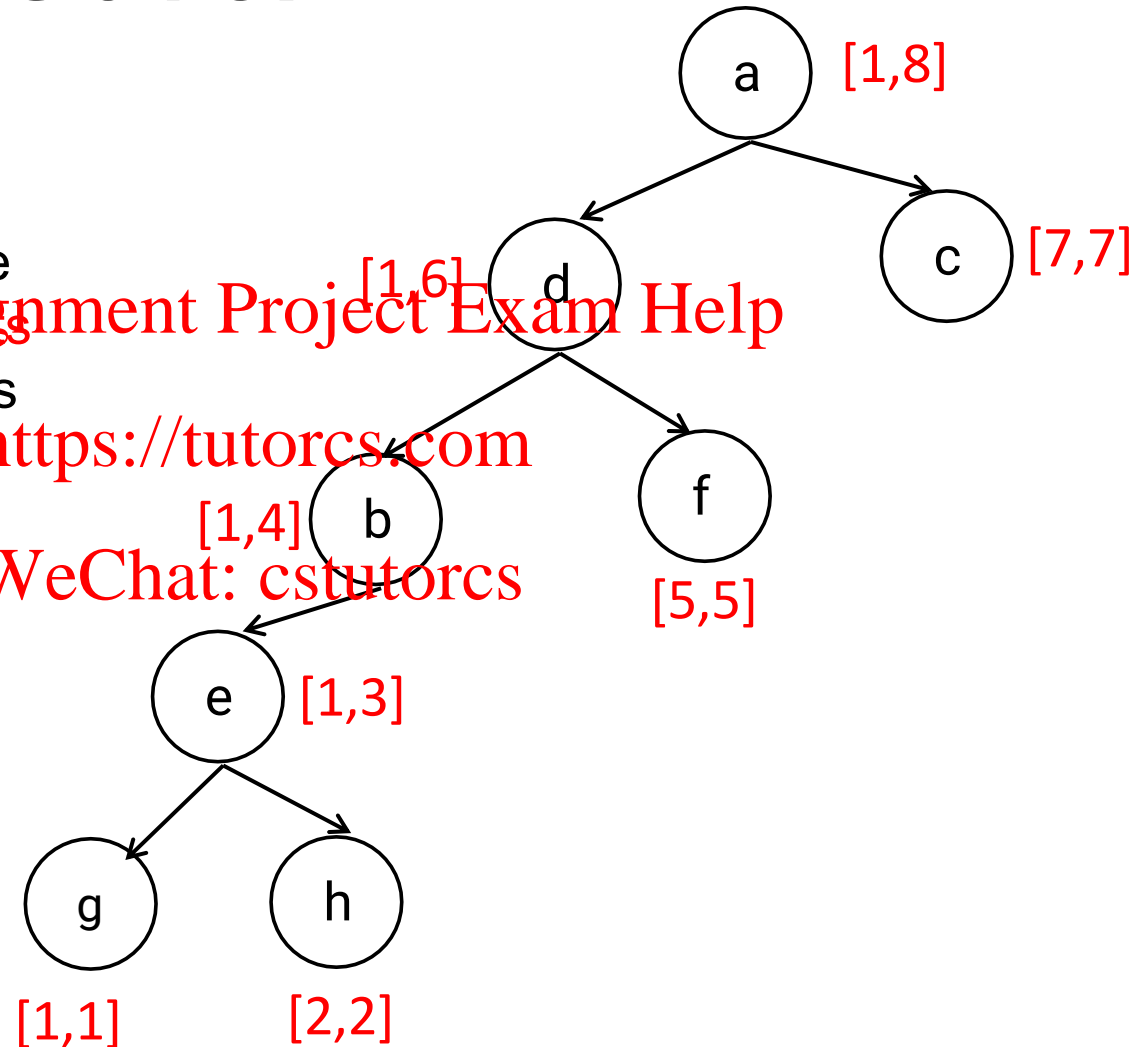 a [1,8]
c [7,7]
[1,6] d
gnment Project Exam Help
s
ttps://tutorcs.com
b [1,4]
f
[5,5]
WeChat: cstutorcs
e [1,3]
g
h
[1,1]
[2,2]